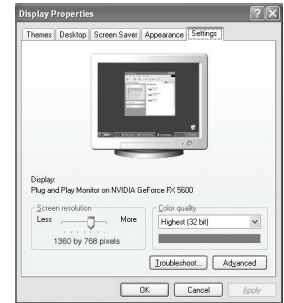 Display Properties
Themes Desktop Screen Saver Appearance Settings
Display:
Plug and Play Monitor on NVIDIA GeForce FX 5600
Screen resolution
Less More
1360 by 768 pixels
Color quality
Highest (32 bit)
Troubleshoot... Advanced
OK Cancel Apply